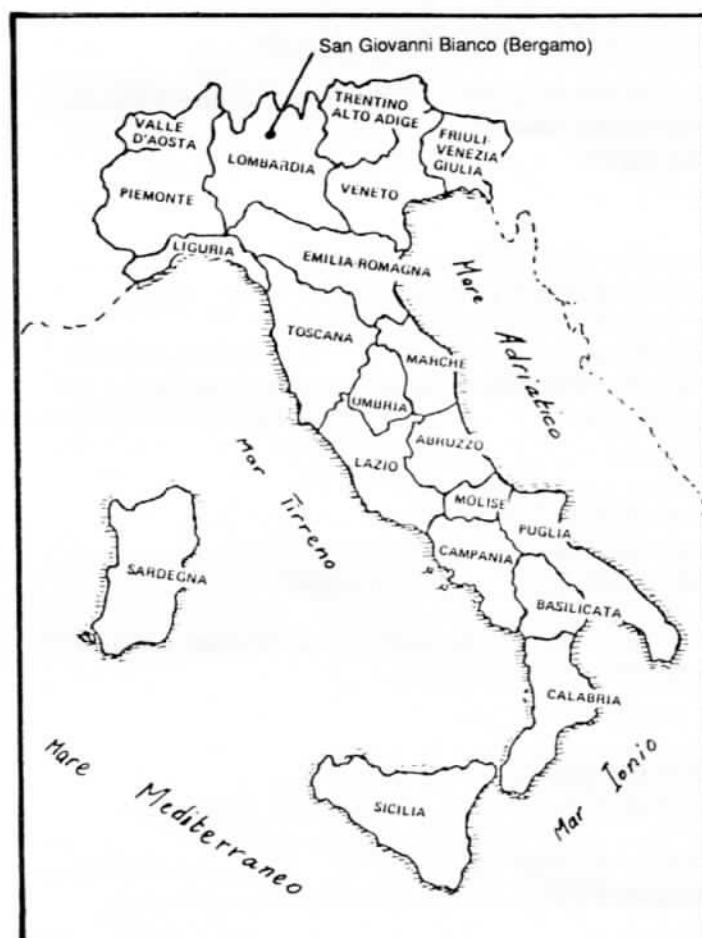 San Giovanni Bianco (Bergamo)
TRENTINO
ALTO ADIGE
VALLE
D'AOSTA
FRIULI-
VENEZIA
GIULIA
LOMBARDIA
PIEMONTE
VENETO
LIGURIA
EMILIA-ROMAGNA
Mare Adriatico
TOSCANA
MARCHE
UMBRIA
ABRUZZO
LAZIO
Mar Tirreno
MOLISE
PUGLIA
CAMPANIA
SARDEGNA
BASILICATA
CALABRIA
Mare Mediterraneo
Mar Ionio
SICILIA